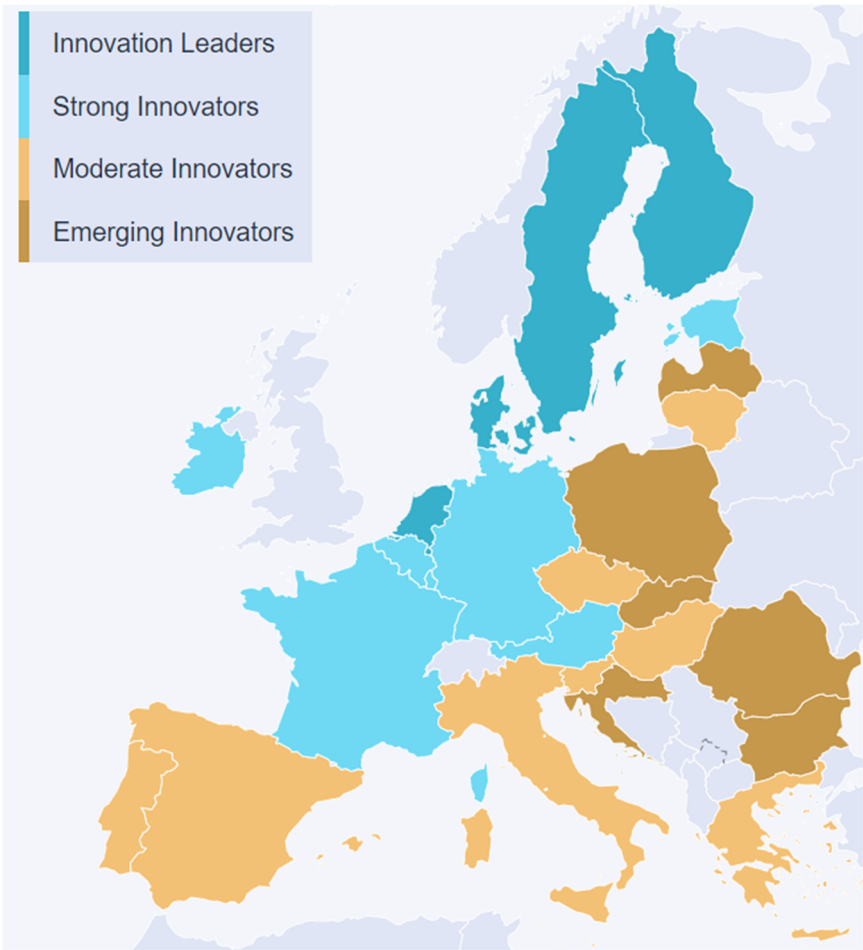 Innovation Leaders
Strong Innovators
Moderate Innovators
Emerging Innovators